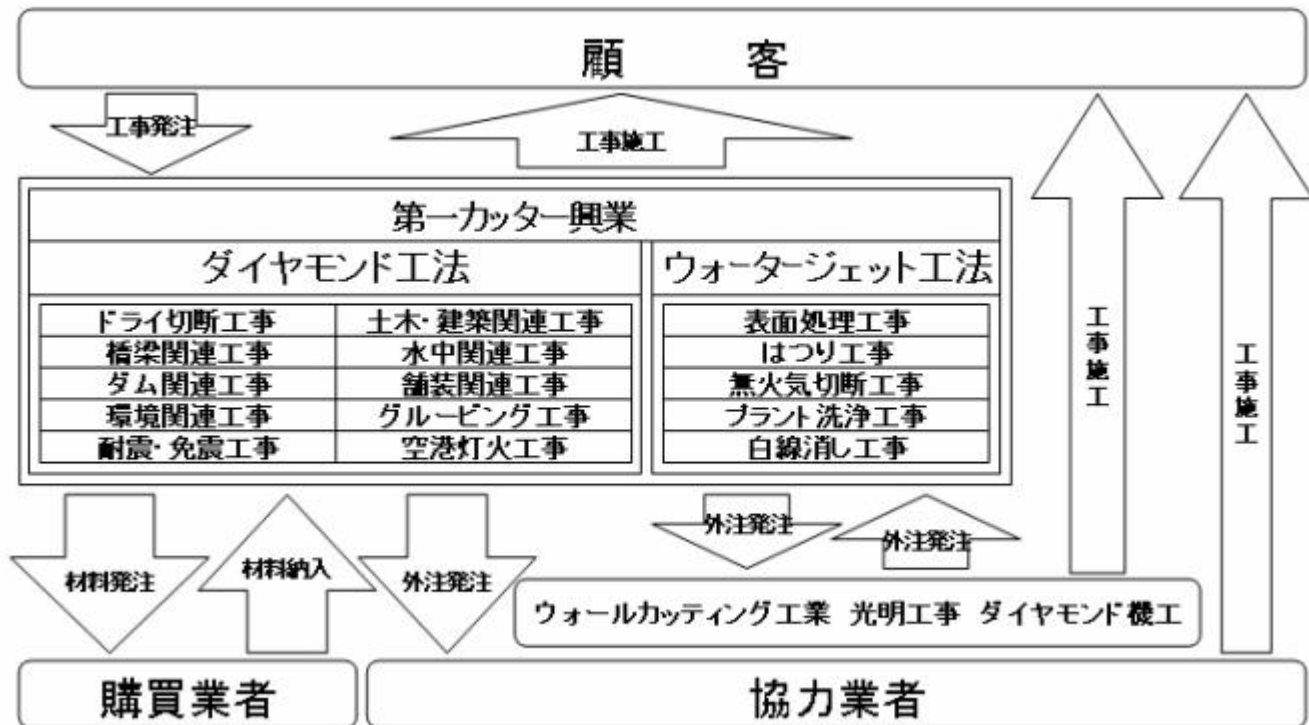 顧 客
工事発注
工事施工
第一カッター興業
ダイヤモンド工法
ウォータージェット工法
ドライ切断工事 土木・建築関連工事 表面処理工事
橋梁関連工事 水中関連工事 はつり工事
ダム関連工事 舗装関連工事 無火気切断工事
環境関連工事 グルービング工事 プラント洗浄工事
耐震・免震工事 空港灯火工事 白線消し工事
工事施工
工事施工
材料発注
材料納入
外注発注
外注発注
外注発注
ウォールカッティング工業 光明工事 ダイヤモンド機工
購買業者
協力業者